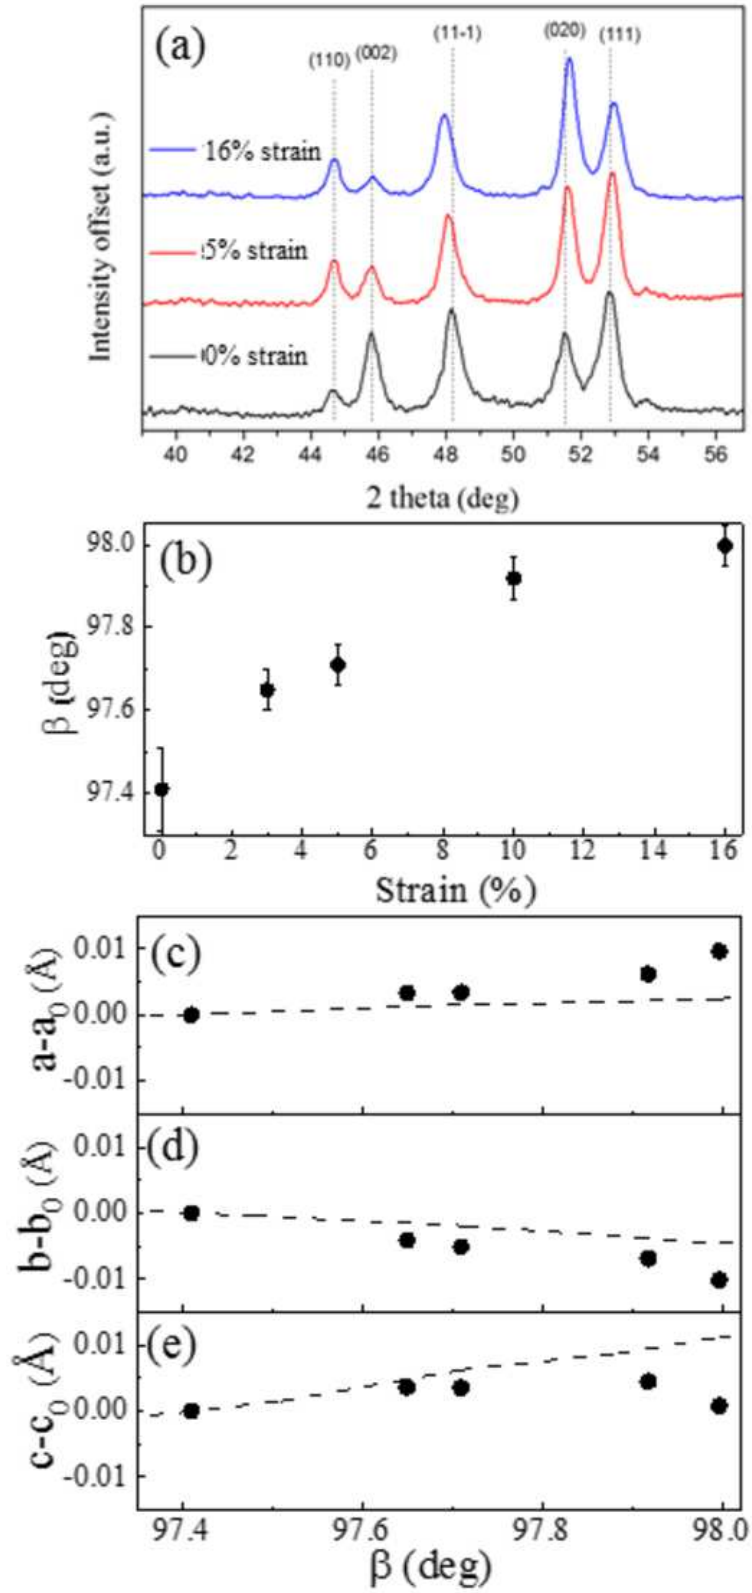 (a)
(110) (002) (11-1) (020) (111)
16% strain
5% strain
0% strain
Intensity offset (a.u.)
40 42 44 46 48 50 52 54 56
2 theta (deg)
(b)
98.0
97.8
97.6
97.4
β (deg)
0 2 4 6 8 10 12 14 16
Strain (%)
(c)
0.01
0.00
-0.01
a-a0 (Å)
(d)
0.01
0.00
-0.01
b-b0 (Å)
(e)
0.01
0.00
-0.01
c-c0 (Å)
97.4 97.6 97.8 98.0
β (deg)